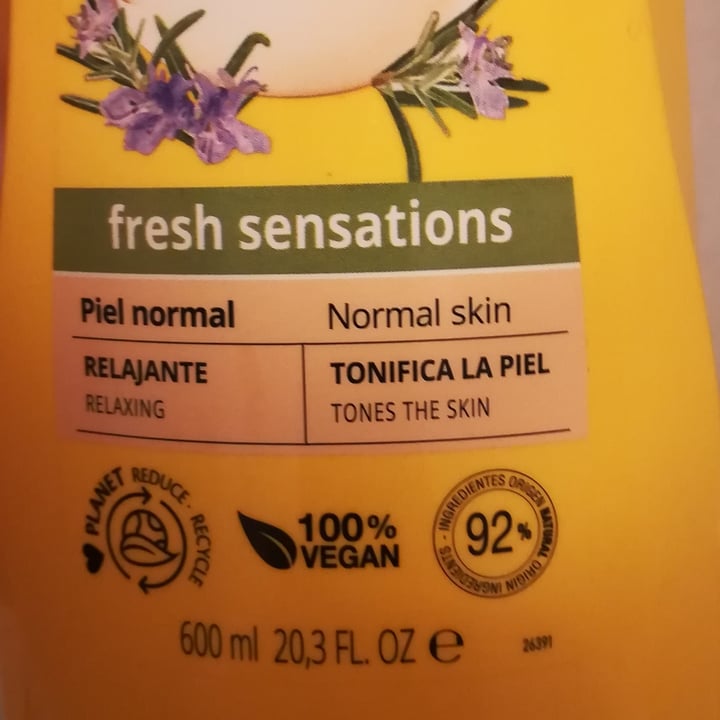 fresh sensations
Piel normal Normal skin
RELAJANTE TONIFICA LA PIEL
RELAXING TONES THE SKIN
PLANET REDUCE · RECYCLE
100% VEGAN
INGREDIENTES ORIGEN NATURAL ORIGIN INGREDIENTS
92%
600 ml 20,3 FL. OZ e
26391